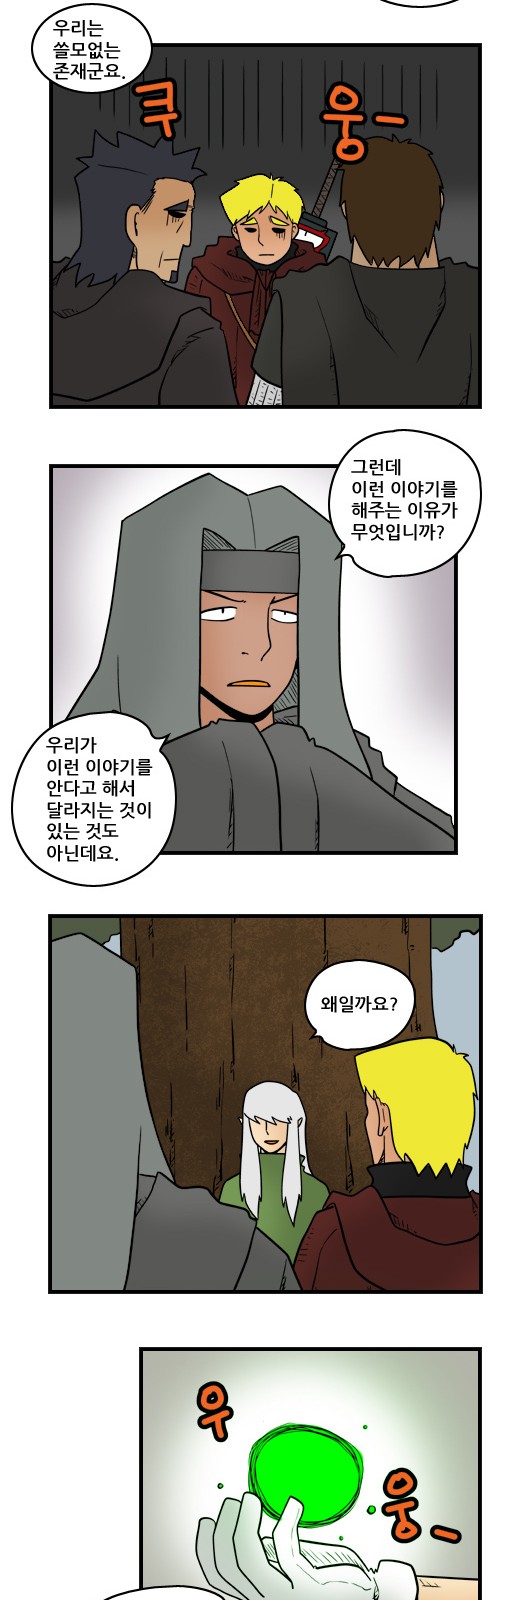 우리는
쓸모없는
존재군요.
쿠
웅-
그런데
이런 이야기를
해주는 이유가
무엇입니까?
우리가
이런 이야기를
안다고 해서
달라지는 것이
있는 것도
아닌데요.
왜일까요?
우
웅-